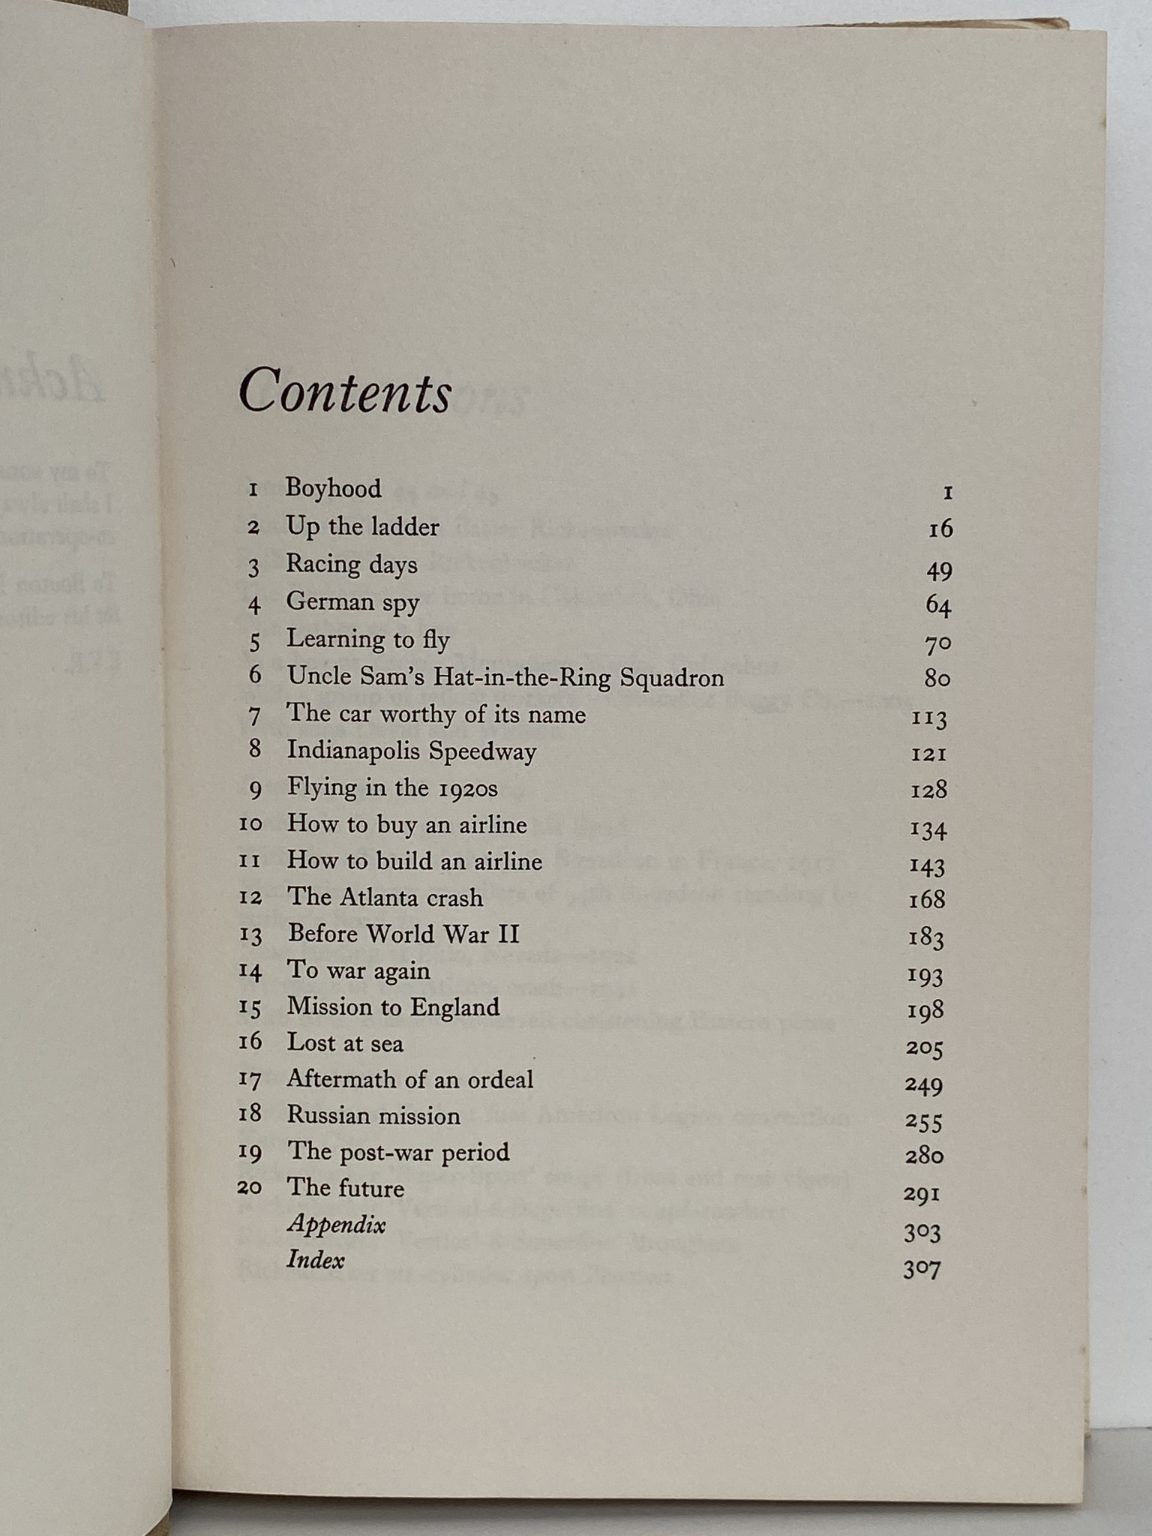 Contents
1 Boyhood 1
2 Up the ladder 16
3 Racing days 49
4 German spy 64
5 Learning to fly 70
6 Uncle Sam's Hat-in-the-Ring Squadron 80
7 The car worthy of its name 113
8 Indianapolis Speedway 121
9 Flying in the 1920s 128
10 How to buy an airline 134
11 How to build an airline 143
12 The Atlanta crash 168
13 Before World War II 183
14 To war again 193
15 Mission to England 198
16 Lost at sea 205
17 Aftermath of an ordeal 249
18 Russian mission 255
19 The post-war period 280
20 The future 291
Appendix 303
Index 307